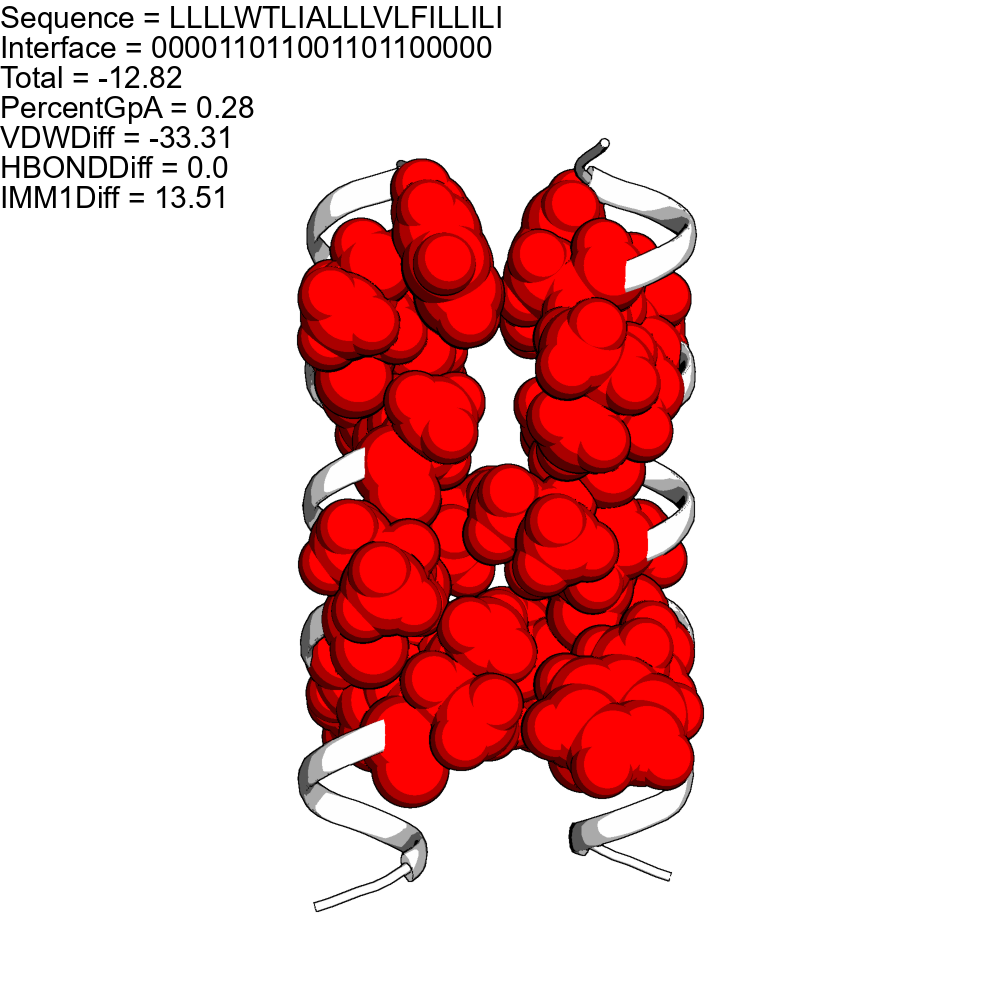 Sequence = LLLLWTLIALLLVLFILLILI
Interface = 000011011001101100000
Total = -12.82
PercentGpA = 0.28
VDWDiff = -33.31
HBONDDiff = 0.0
IMM1Diff = 13.51